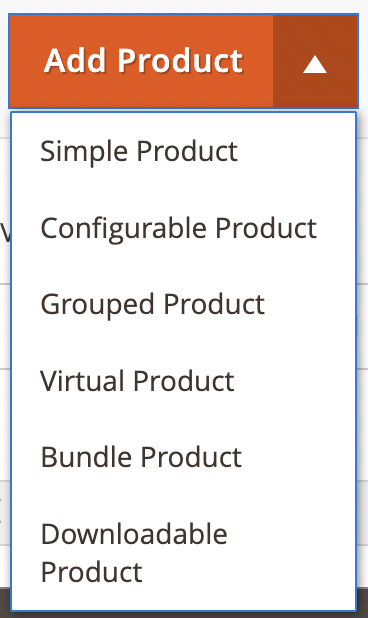 Add Product
Simple Product
Configurable Product
Grouped Product
Virtual Product
Bundle Product
Downloadable
Product